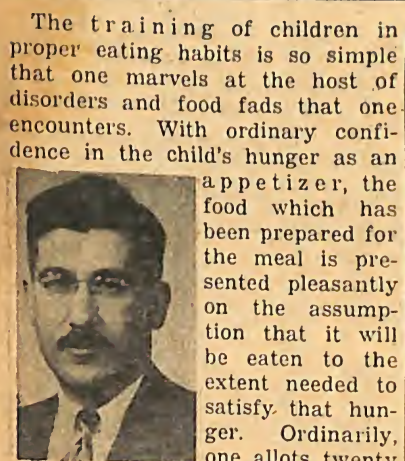 The training of children in
proper eating habits is so simple
that one marvels at the host of
disorders and food fads that one
encounters. With ordinary confi-
dence in the child's hunger as an
appetizer, the
food which has
been prepared for
the meal is pre-
sented pleasantly
on the assump-
tion that it will
be eaten to the
extent needed to
satisfy that hun-
ger. Ordinarily,
one allots twenty